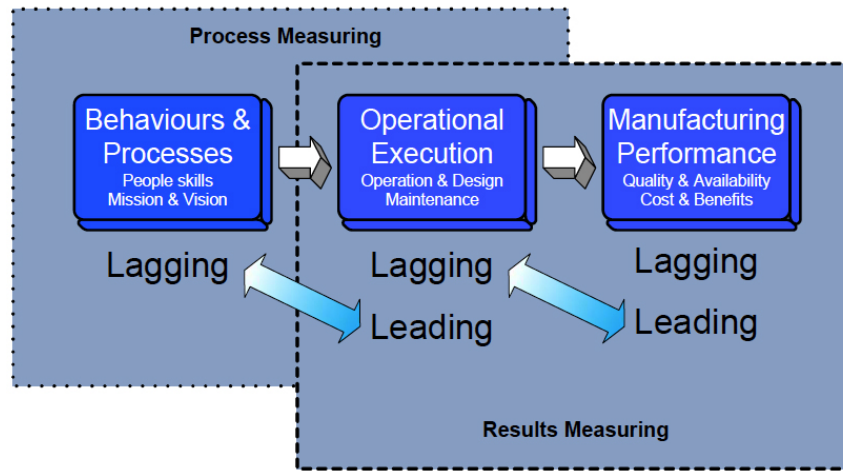 Process Measuring
Behaviours &
Processes
People skills
Mission & Vision
Operational
Execution
Operation & Design
Maintenance
Manufacturing
Performance
Quality & Availability
Cost & Benefits
Lagging
Lagging
Lagging
Leading
Leading
Results Measuring